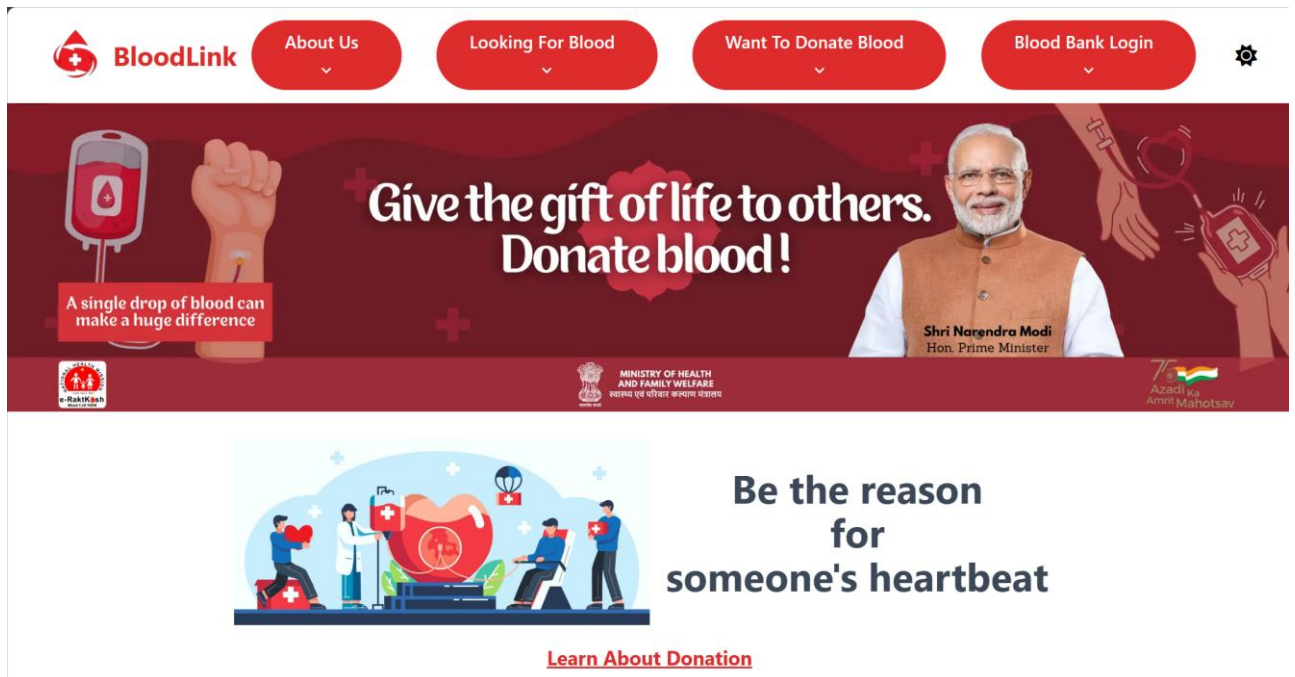 BloodLink
About Us
Looking For Blood
Want To Donate Blood
Blood Bank Login
Give the gift of life to others.
Donate blood!
A single drop of blood can
make a huge difference
Shri Narendra Modi
Hon. Prime Minister
e-RaktKosh
MINISTRY OF HEALTH
AND FAMILY WELFARE
स्वास्थ्य एवं परिवार कल्याण मंत्रालय
75
Azadi Ka
Amrit Mahotsav
Be the reason
for
someone's heartbeat
Learn About Donation